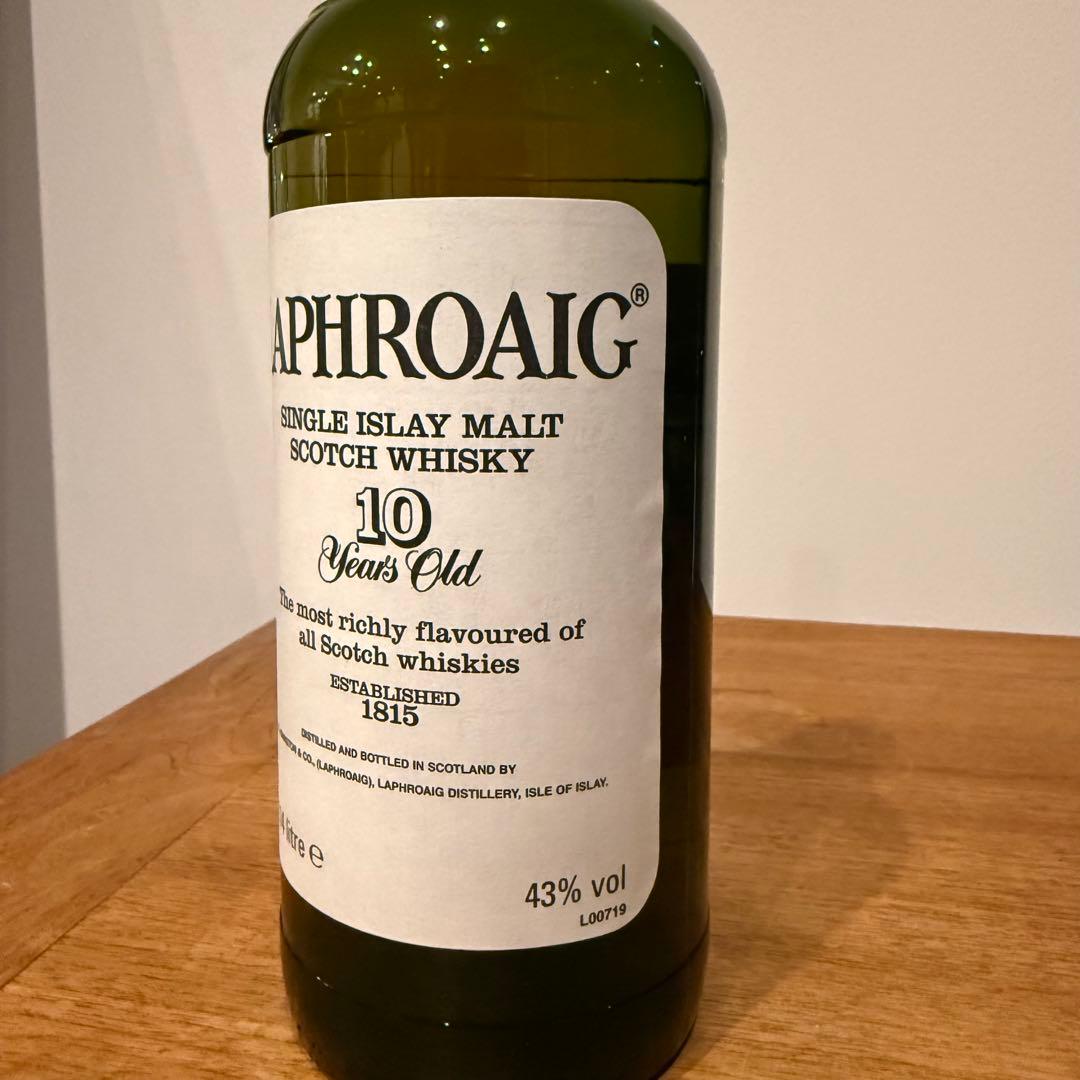 APHROAIG®
SINGLE ISLAY MALT
SCOTCH WHISKY
10
Years Old
The most richly flavoured of
all Scotch whiskies
ESTABLISHED
1815
DISTILLED AND BOTTLED IN SCOTLAND BY
& CO., (LAPHROAIG), LAPHROAIG DISTILLERY, ISLE OF ISLAY.
litre ℮
43% vol
L00719